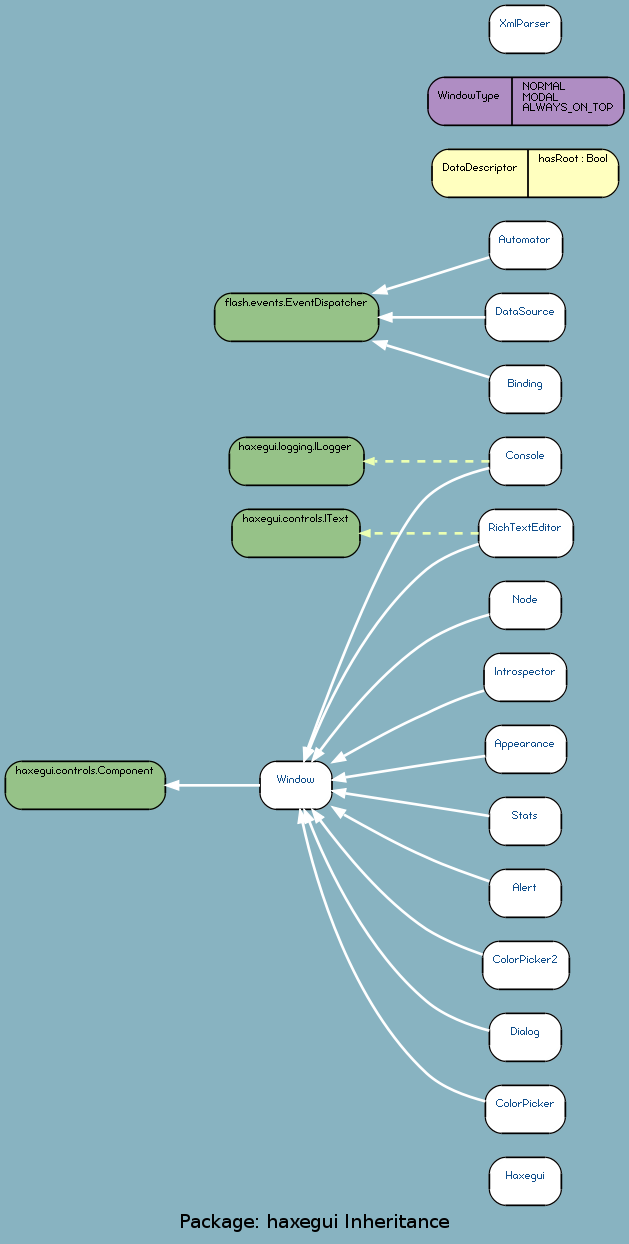 XmlParser
WindowType
NORMAL
MODAL
ALWAYS_ON_TOP
DataDescriptor
hasRoot : Bool
Automator
flash.events.EventDispatcher
DataSource
Binding
haxegui.logging.ILogger
Console
haxegui.controls.IText
RichTextEditor
Node
Introspector
Appearance
haxegui.controls.Component
Window
Stats
Alert
ColorPicker2
Dialog
ColorPicker
Haxegui
Package: haxegui Inheritance